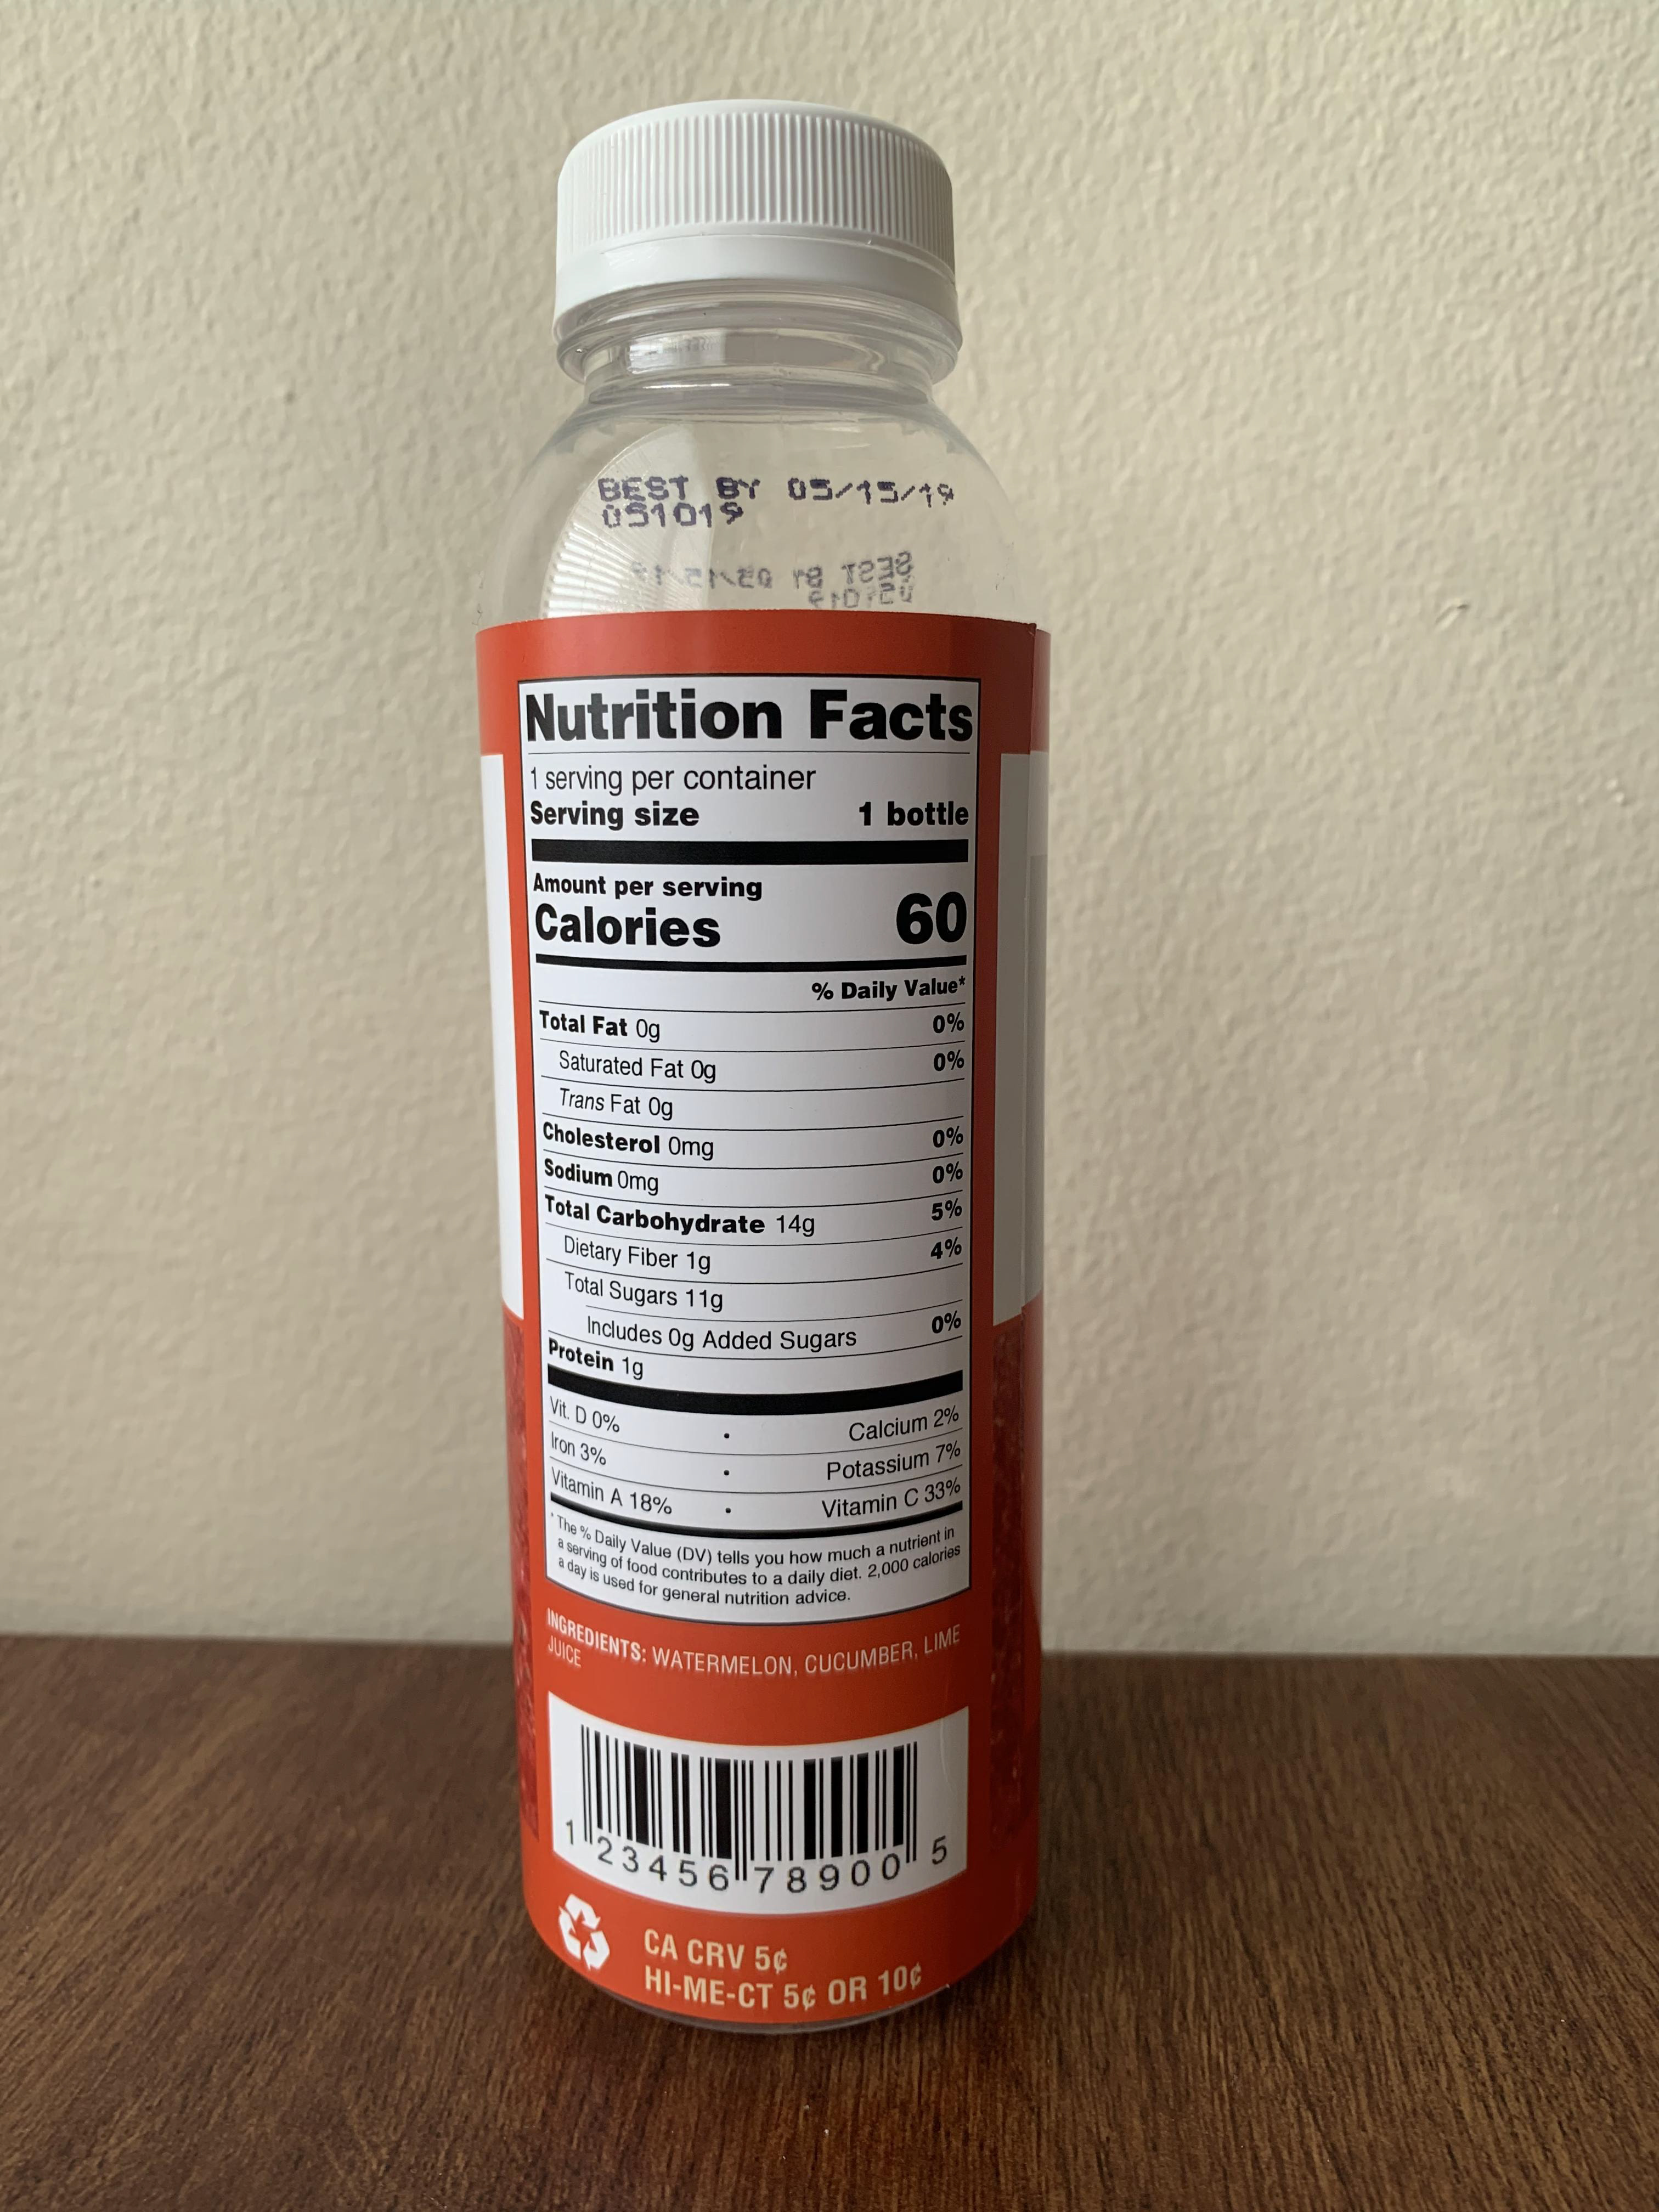 BEST BY 05/15/19
051019
Nutrition Facts
1 serving per container
Serving size 1 bottle
Amount per serving
Calories 60
% Daily Value*
Total Fat 0g 0%
Saturated Fat 0g 0%
Trans Fat 0g
Cholesterol 0mg 0%
Sodium 0mg 0%
Total Carbohydrate 14g 5%
Dietary Fiber 1g 4%
Total Sugars 11g
Includes 0g Added Sugars 0%
Protein 1g
Vit. D 0% • Calcium 2%
Iron 3% • Potassium 7%
Vitamin A 18% • Vitamin C 33%
* The % Daily Value (DV) tells you how much a nutrient in
a serving of food contributes to a daily diet. 2,000 calories
a day is used for general nutrition advice.
INGREDIENTS: WATERMELON, CUCUMBER, LIME
JUICE
1 23456 78900 5
CA CRV 5¢
HI-ME-CT 5¢ OR 10¢